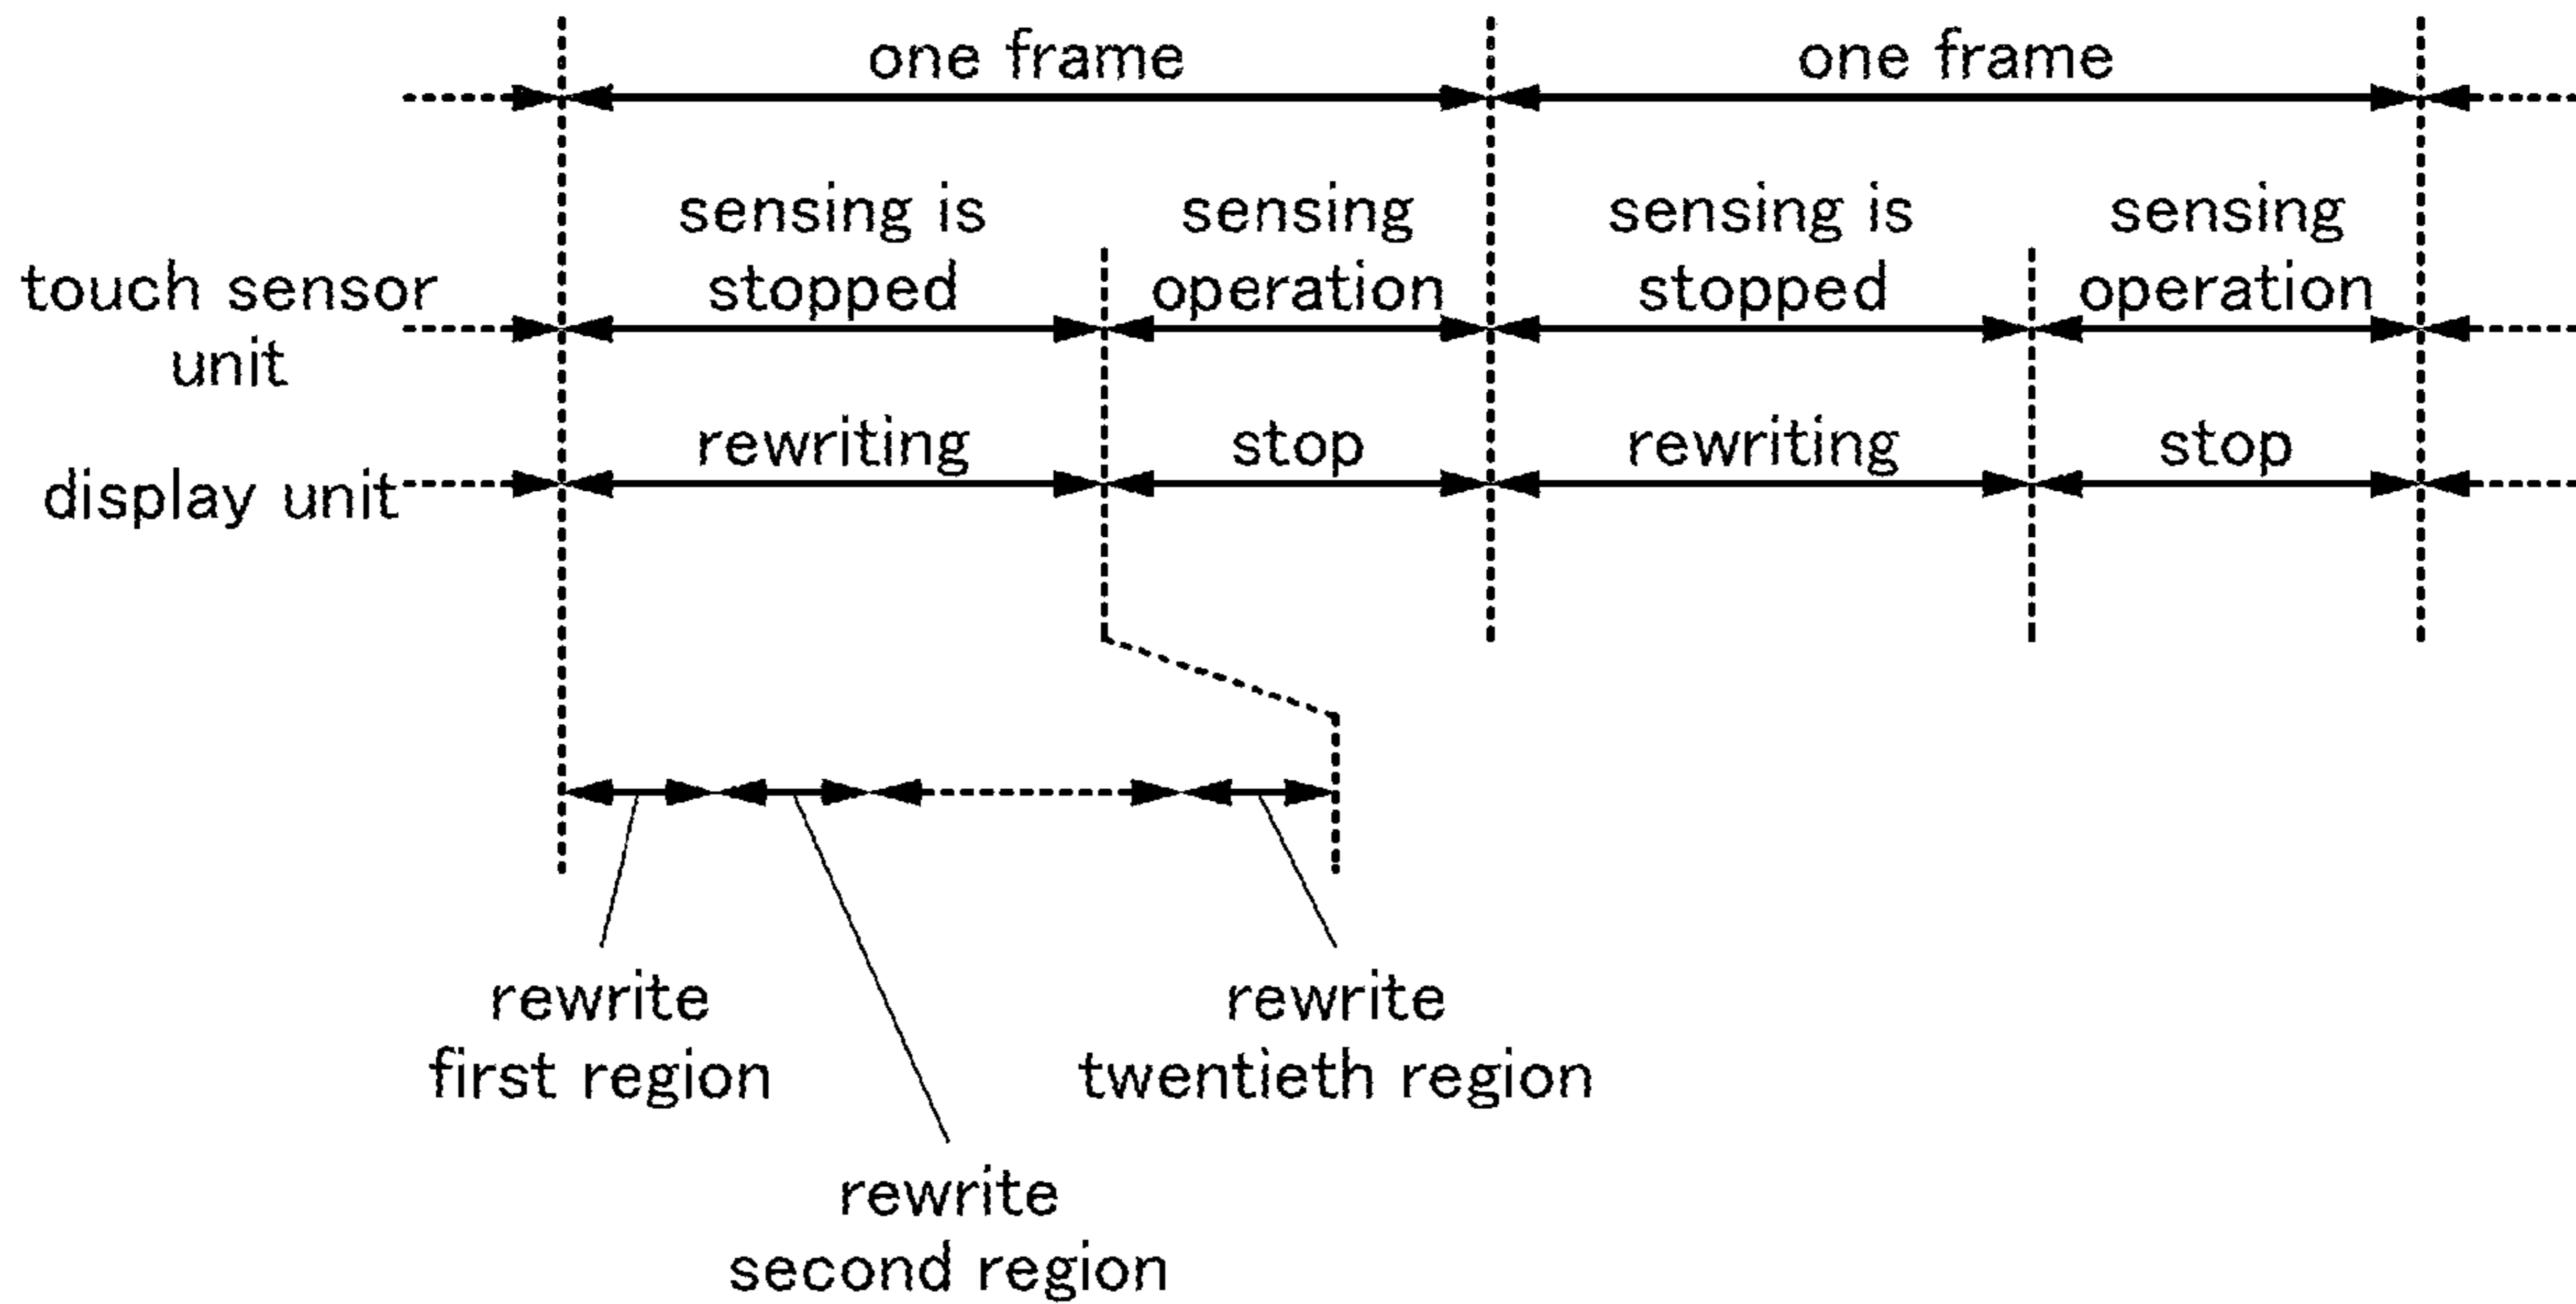 one frame
one frame
sensing is
stopped
sensing
operation
sensing is
stopped
sensing
operation
touch sensor
unit
rewriting
stop
rewriting
stop
display unit
rewrite
first region
rewrite
second region
rewrite
twentieth region